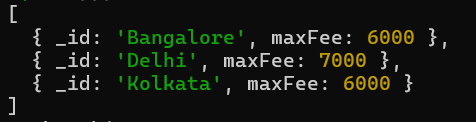 [
  { _id: 'Bangalore', maxFee: 6000 },
  { _id: 'Delhi', maxFee: 7000 },
  { _id: 'Kolkata', maxFee: 6000 }
]